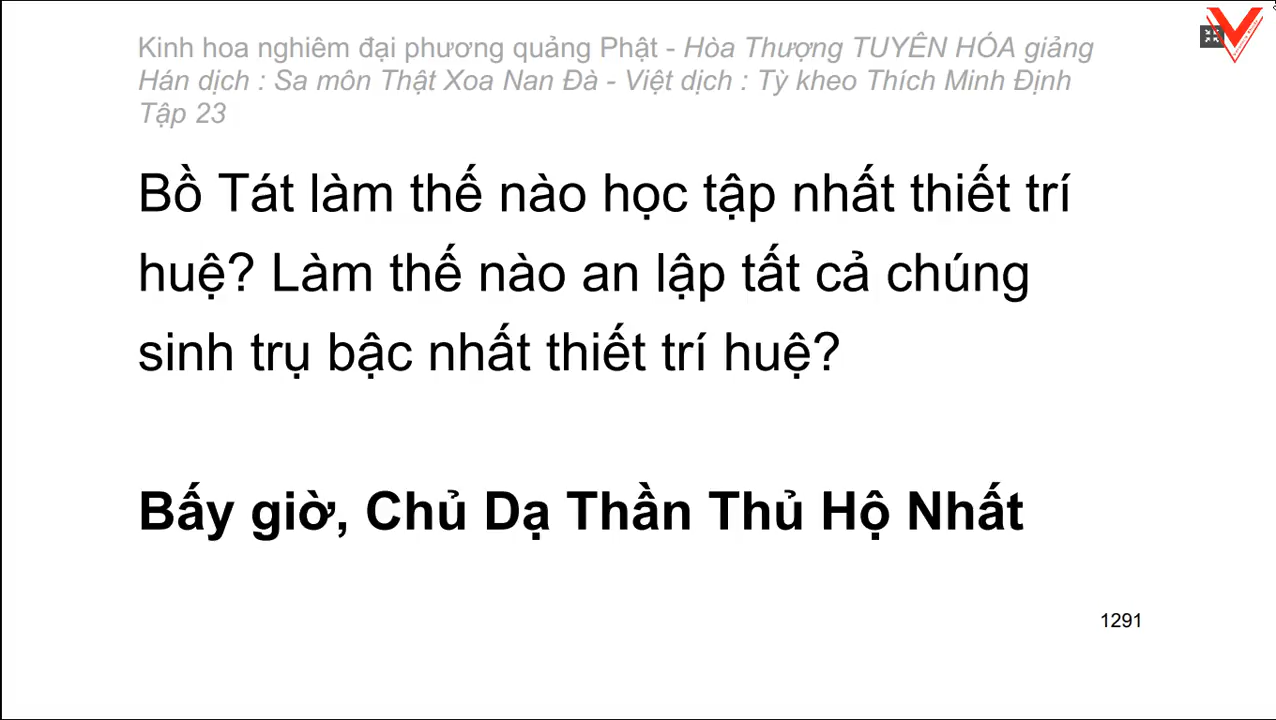 Kinh hoa nghiêm đại phương quảng Phật - Hòa Thượng TUYÊN HÓA giảng
Hán dịch : Sa môn Thật Xoa Nan Đà - Việt dịch : Tỳ kheo Thích Minh Định
Tập 23
Bồ Tát làm thế nào học tập nhất thiết trí
huệ? Làm thế nào an lập tất cả chúng
sinh trụ bậc nhất thiết trí huệ?
Bấy giờ, Chủ Dạ Thần Thủ Hộ Nhất
1291